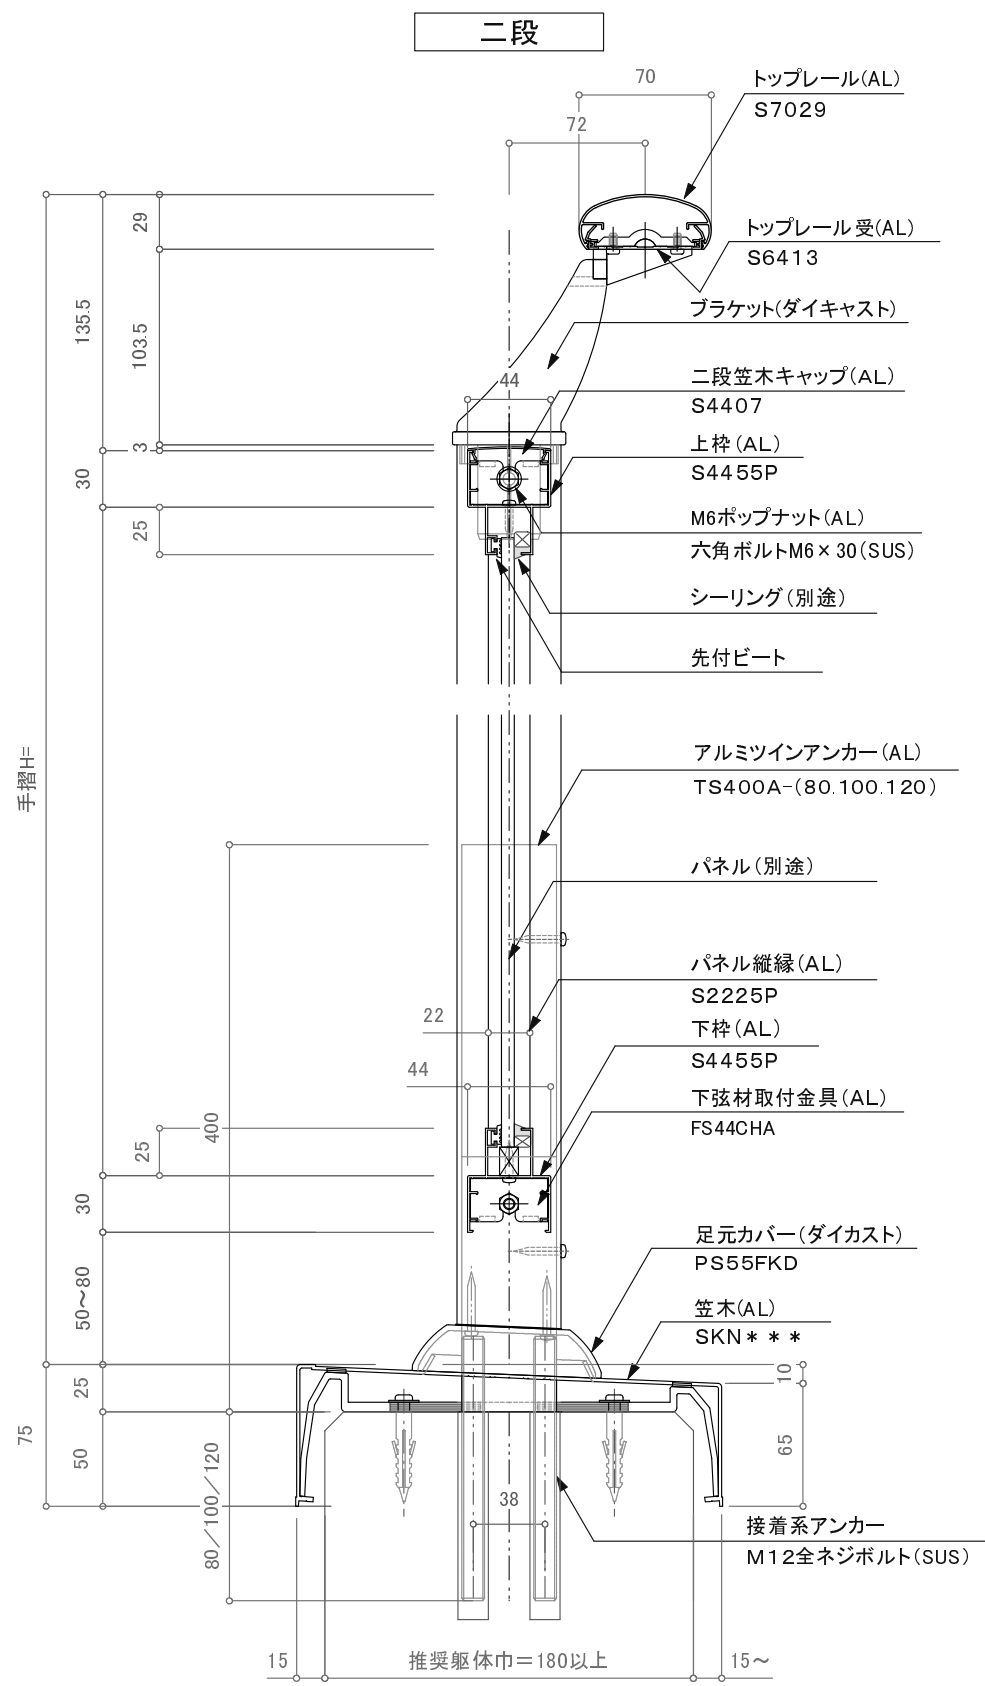 二段
70
72
トップレール(AL)
S7029
29
135.5
103.5
3
30
25
トップレール受(AL)
S6413
ブラケット(ダイキャスト)
44
二段笠木キャップ(AL)
S4407
上枠(AL)
S4455P
M6ポップナット(AL)
六角ボルトM6×30(SUS)
シーリング(別途)
先付ビート
手摺H=
アルミツインアンカー(AL)
TS400A-(80.100.120)
パネル(別途)
パネル縦縁(AL)
S2225P
22
下枠(AL)
S4455P
44
下弦材取付金具(AL)
FS44CHA
400
25
30
50~80
足元カバー(ダイカスト)
PS55FKD
笠木(AL)
SKN***
25
10
75
50
65
80/100/120
38
接着系アンカー
M12全ネジボルト(SUS)
15
推奨躯体巾=180以上
15~